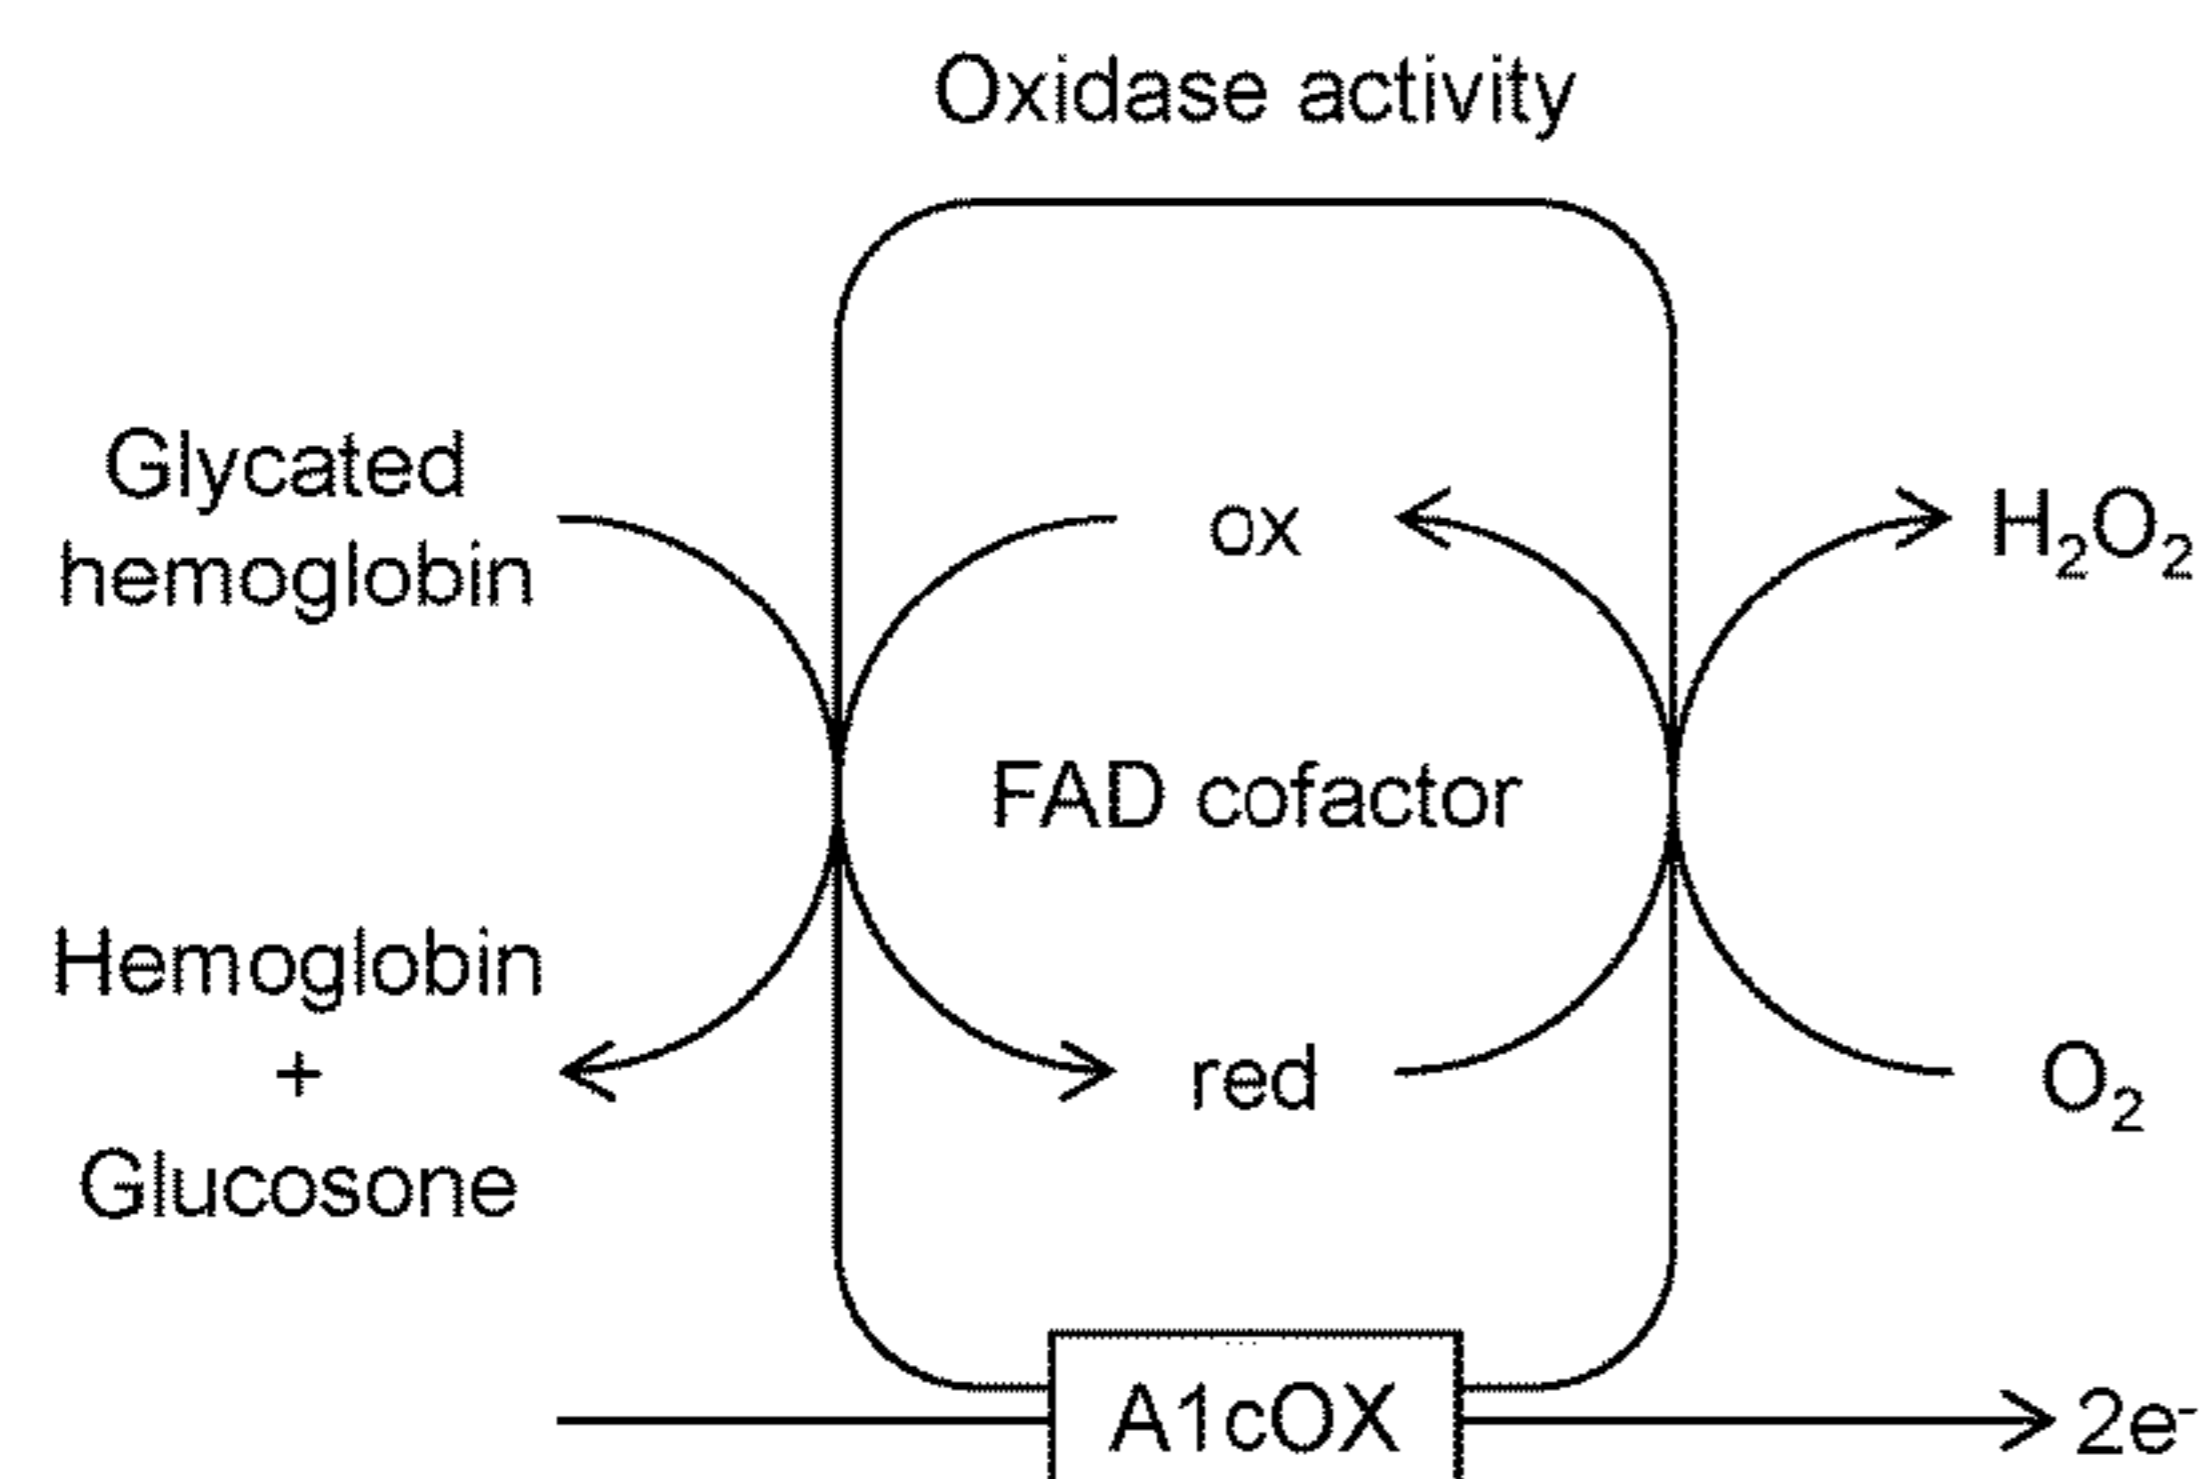 Oxidase activity
Glycated
hemoglobin
ox
H₂O₂
FAD cofactor
Hemoglobin
+
Glucosone
red
O₂
A1cOX
2e⁻